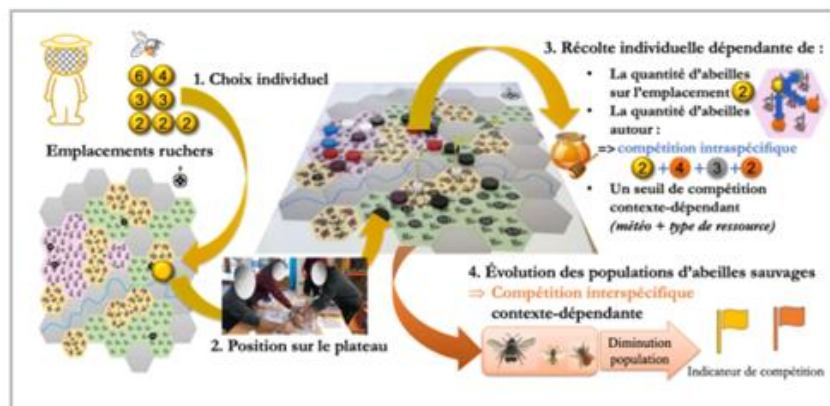 6 4
3 3
2 2 2
1. Choix individuel
Emplacements ruchers
2. Position sur le plateau
3. Récolte individuelle dépendante de :
• La quantité d'abeilles
sur l'emplacement 2
• La quantité d'abeilles
autour :
=> compétition intraspécifique
2 + 4 + 3 + 2
• Un seuil de compétition
contexte-dépendant
(météo + type de ressource)
4. Évolution des populations d'abeilles sauvages
⇒ Compétition interspécifique
contexte-dépendante
Diminution
population
Indicateur de compétition